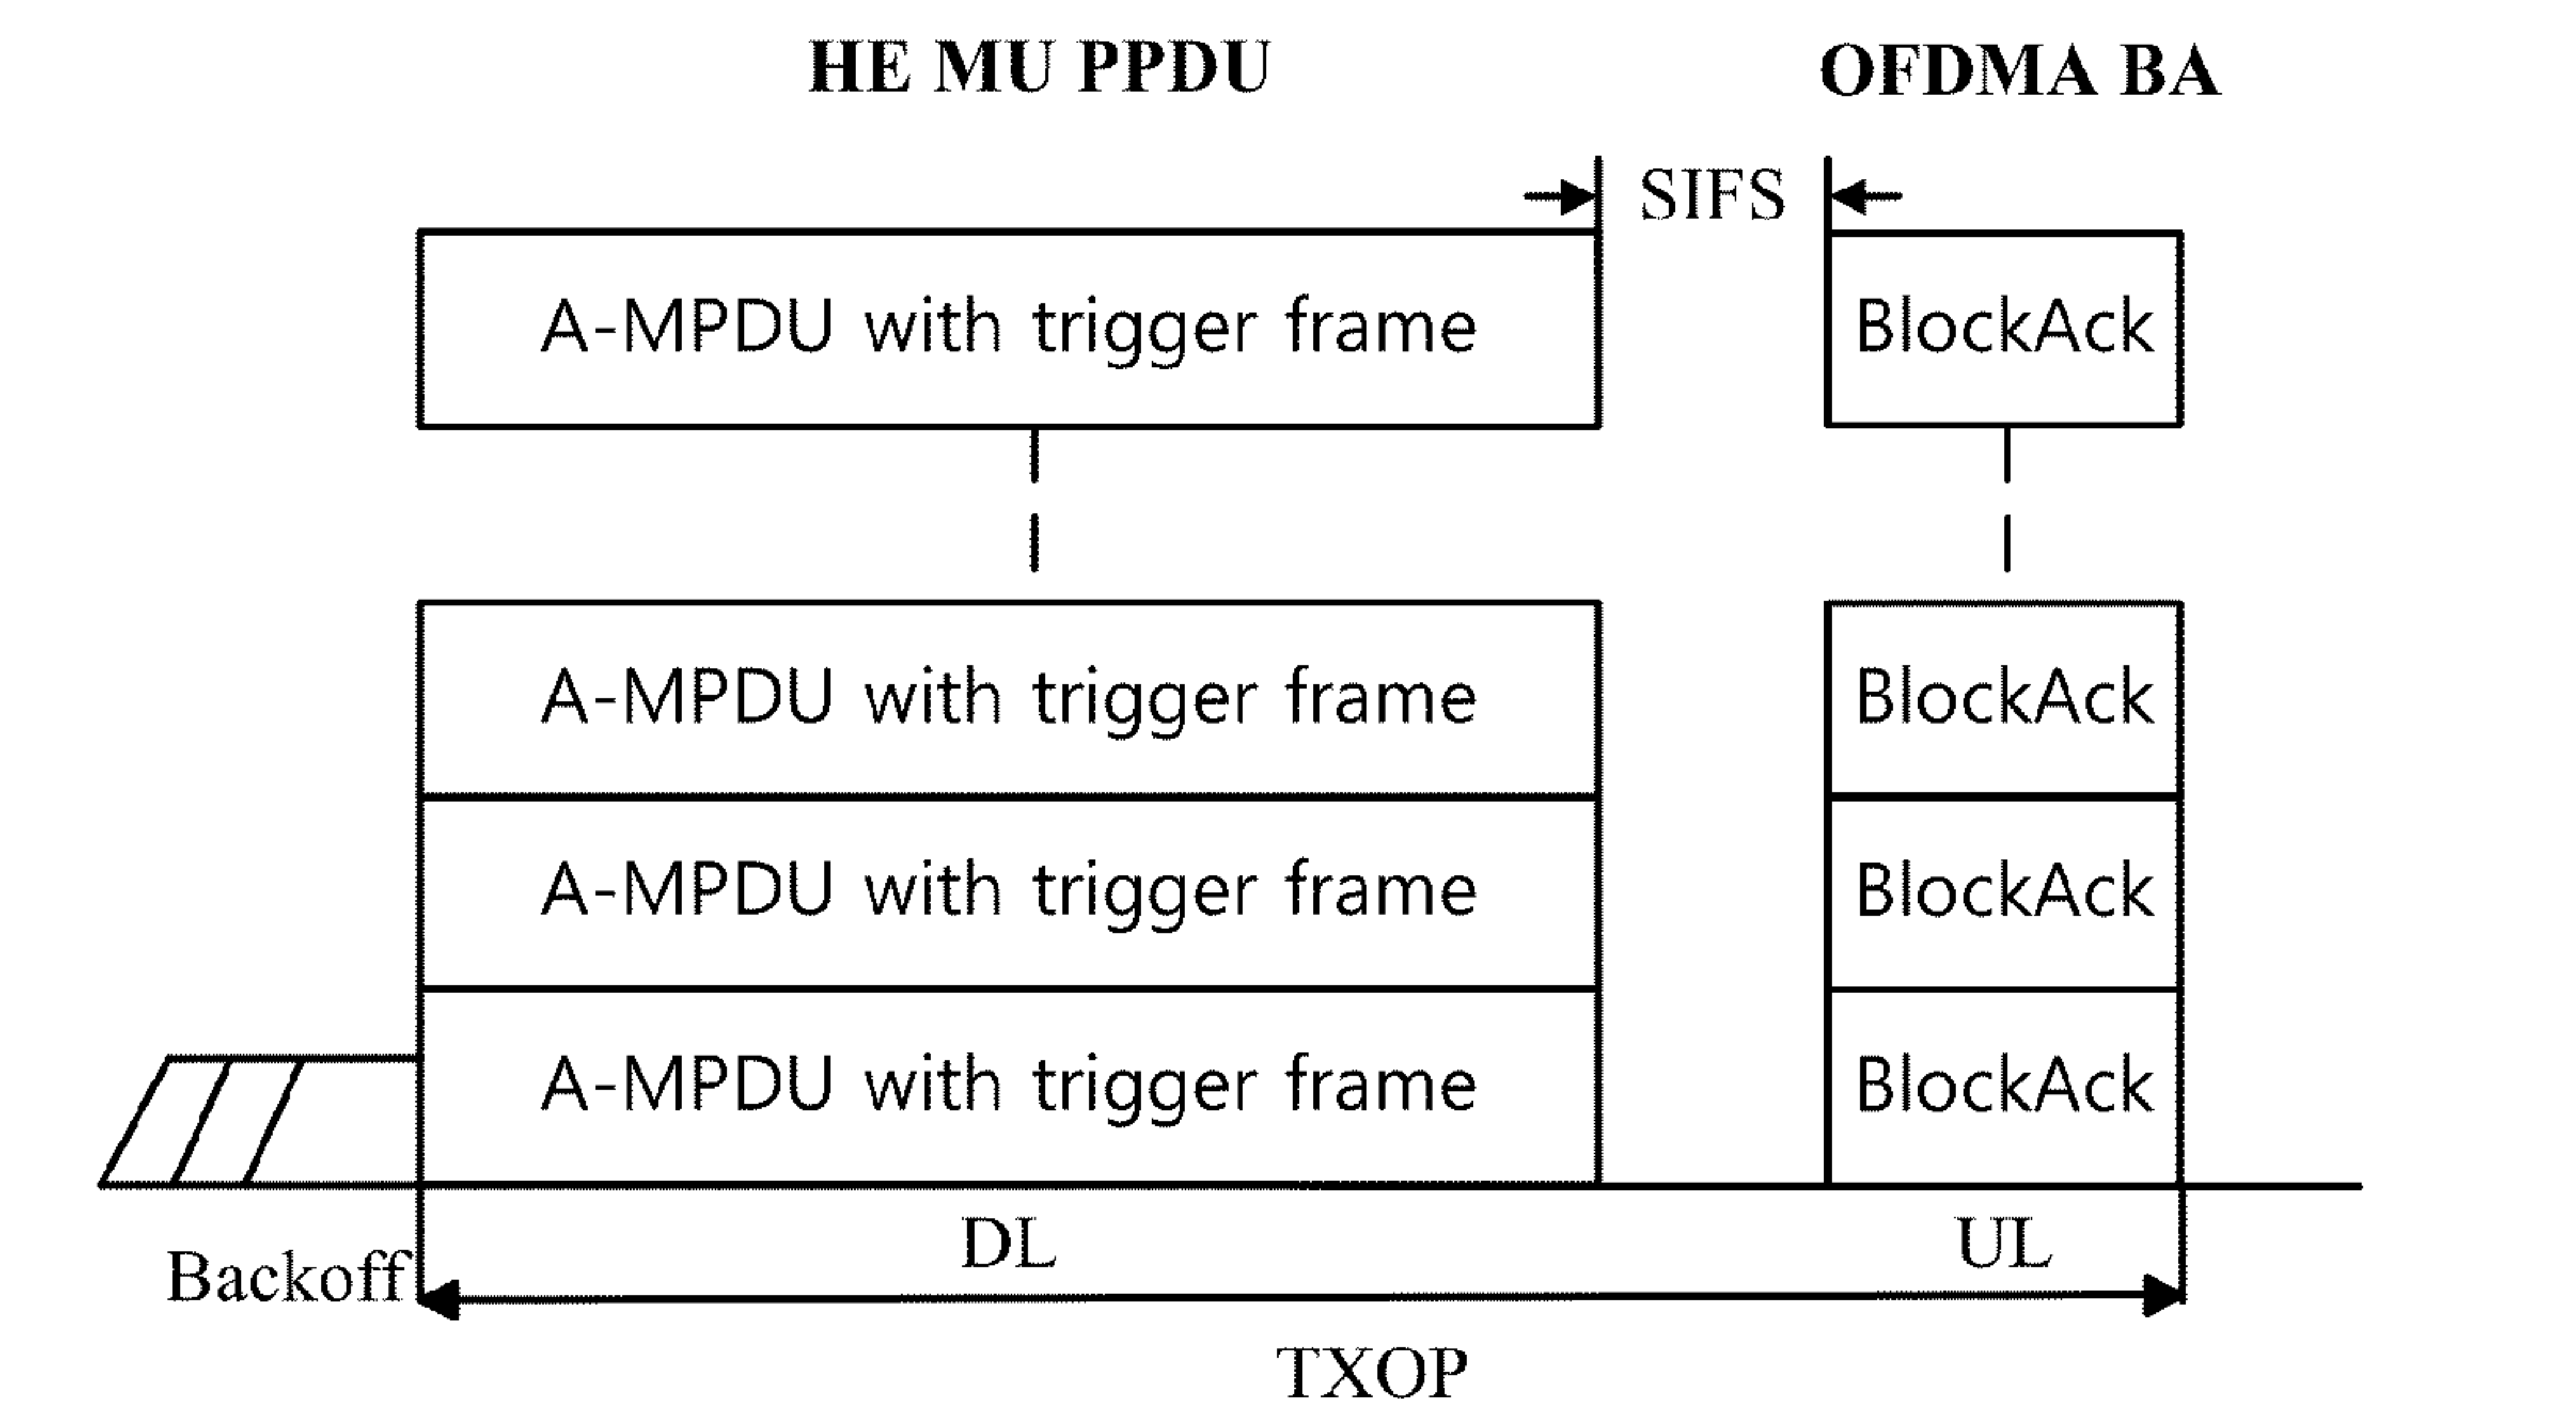 HE MU PPDU
OFDMA BA
SIFS
A-MPDU with trigger frame
BlockAck
A-MPDU with trigger frame
BlockAck
A-MPDU with trigger frame
BlockAck
A-MPDU with trigger frame
BlockAck
DL
UL
Backoff
TXOP